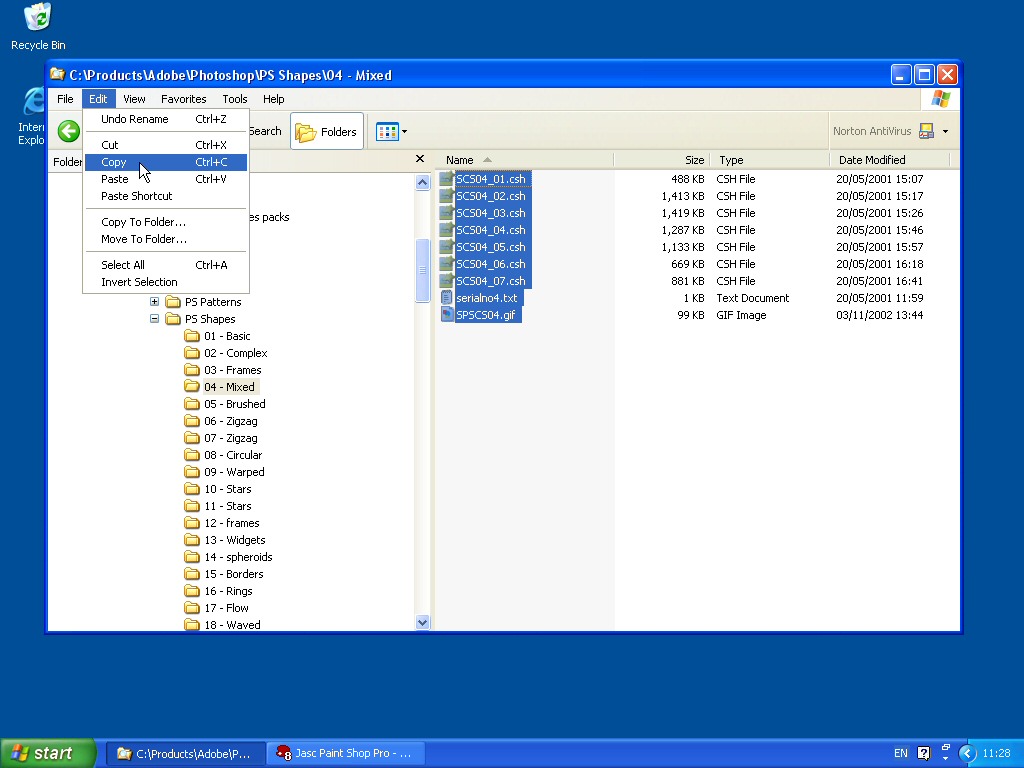 Recycle Bin
C:\Products\Adobe\Photoshop\PS Shapes\04 - Mixed
File Edit View Favorites Tools Help
Inter
Explo
Undo Rename Ctrl+Z
Cut Ctrl+X
Copy Ctrl+C
Paste Ctrl+V
Paste Shortcut
Copy To Folder...
Move To Folder...
Select All Ctrl+A
Invert Selection
Search Folders Norton AntiVirus
Folder
es packs
PS Patterns
PS Shapes
01 - Basic
02 - Complex
03 - Frames
04 - Mixed
05 - Brushed
06 - Zigzag
07 - Zigzag
08 - Circular
09 - Warped
10 - Stars
11 - Stars
12 - frames
13 - Widgets
14 - spheroids
15 - Borders
16 - Rings
17 - Flow
18 - Waved
Name Size Type Date Modified
SCS04_01.csh 488 KB CSH File 20/05/2001 15:07
SCS04_02.csh 1,413 KB CSH File 20/05/2001 15:17
SCS04_03.csh 1,419 KB CSH File 20/05/2001 15:26
SCS04_04.csh 1,287 KB CSH File 20/05/2001 15:46
SCS04_05.csh 1,133 KB CSH File 20/05/2001 15:57
SCS04_06.csh 669 KB CSH File 20/05/2001 16:18
SCS04_07.csh 881 KB CSH File 20/05/2001 16:41
serialno4.txt 1 KB Text Document 20/05/2001 11:59
SPSCS04.gif 99 KB GIF Image 03/11/2002 13:44
start C:\Products\Adobe\P... 8 Jasc Paint Shop Pro - ... EN 11:28